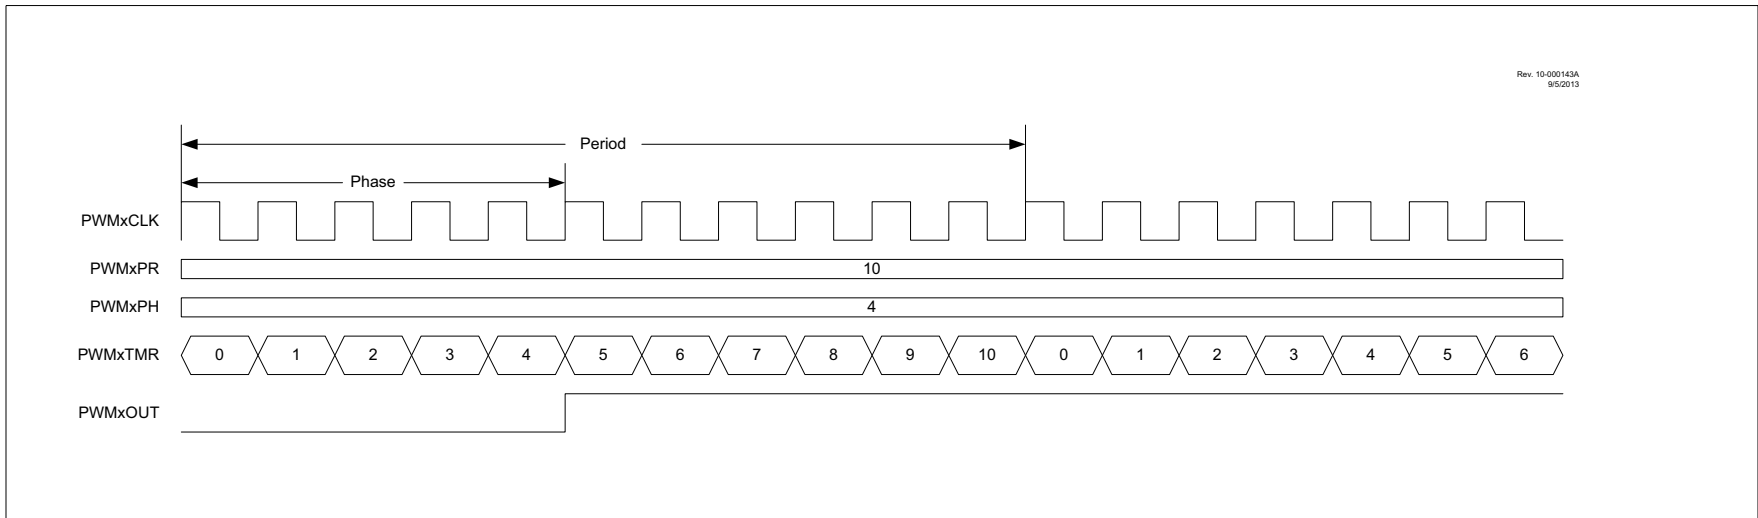 Rev. 10-000143A
9/5/2013
Period
Phase
PWMxCLK
PWMxPR
10
PWMxPH
4
PWMxTMR 0 1 2 3 4 5 6 7 8 9 10 0 1 2 3 4 5 6
PWMxOUT